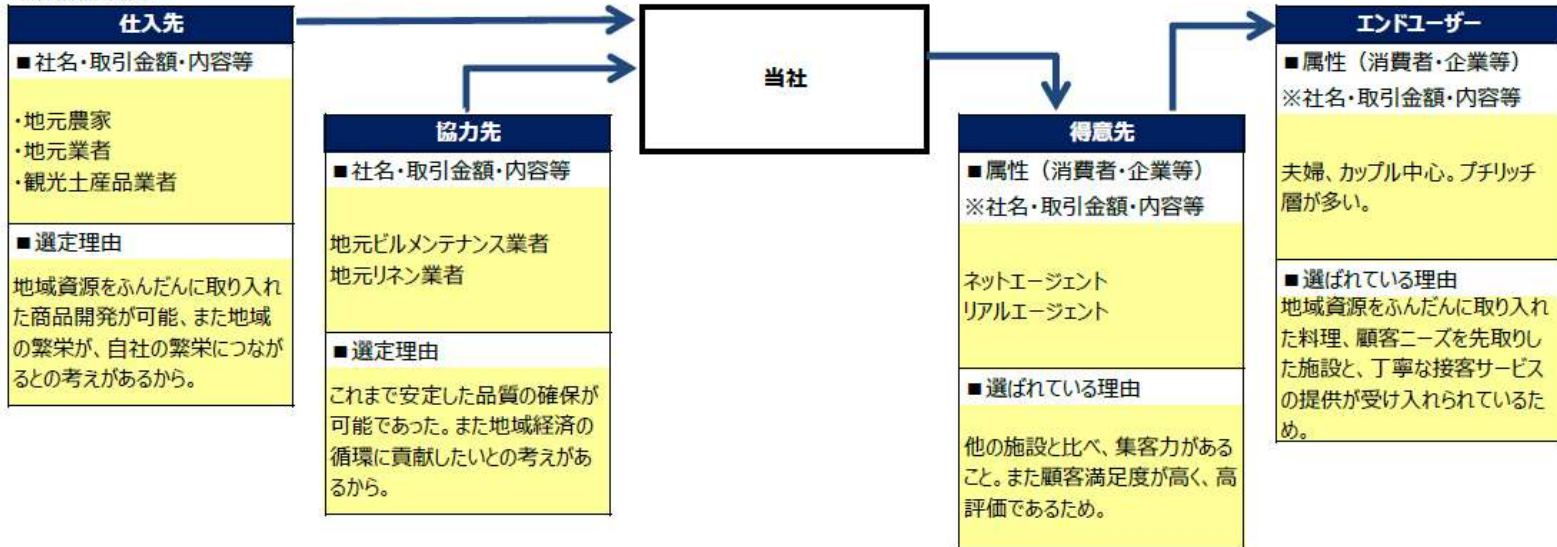 仕入先
■社名・取引金額・内容等
・地元農家
・地元業者
・観光土産品業者
■選定理由
地域資源をふんだんに取り入れ
た商品開発が可能、また地域
の繁栄が、自社の繁栄につなが
るとの考えがあるから。
協力先
■社名・取引金額・内容等
地元ビルメンテナンス業者
地元リネン業者
■選定理由
これまで安定した品質の確保が
可能であった。また地域経済の
循環に貢献したいとの考えがあ
るから。
当社
得意先
■属性（消費者・企業等）
※社名・取引金額・内容等
ネットエージェント
リアルエージェント
■選ばれている理由
他の施設と比べ、集客力がある
こと。また顧客満足度が高く、高
評価であるため。
エンドユーザー
■属性（消費者・企業等）
※社名・取引金額・内容等
夫婦、カップル中心。プチリッチ
層が多い。
■選ばれている理由
地域資源をふんだんに取り入れ
た料理、顧客ニーズを先取りし
た施設と、丁寧な接客サービス
の提供が受け入れられているた
め。